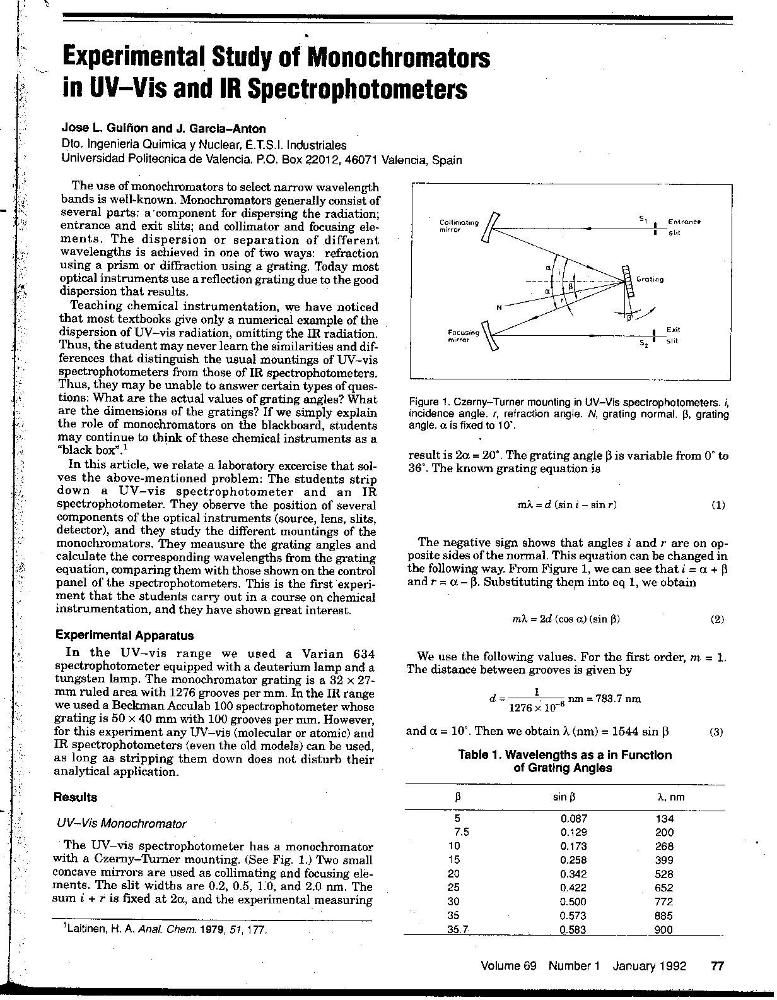 Experimental Study of Monochromators
in UV–Vis and IR Spectrophotometers
Jose L. Guiñon and J. Garcia–Anton
Dto. Ingenieria Quimica y Nuclear, E.T.S.I. Industriales
Universidad Politecnica de Valencia. P.O. Box 22012, 46071 Valencia, Spain
The use of monochromators to select narrow wavelength
bands is well-known. Monochromators generally consist of
several parts: a component for dispersing the radiation;
entrance and exit slits; and collimator and focusing ele-
ments. The dispersion or separation of different
wavelengths is achieved in one of two ways: refraction
using a prism or diffraction using a grating. Today most
optical instruments use a reflection grating due to the good
dispersion that results.
Teaching chemical instrumentation, we have noticed
that most textbooks give only a numerical example of the
dispersion of UV–vis radiation, omitting the IR radiation.
Thus, the student may never learn the similarities and dif-
ferences that distinguish the usual mountings of UV–vis
spectrophotometers from those of IR spectrophotometers.
Thus, they may be unable to answer certain types of ques-
tions: What are the actual values of grating angles? What
are the dimensions of the gratings? If we simply explain
the role of monochromators on the blackboard, students
may continue to think of these chemical instruments as a
"black box".¹
In this article, we relate a laboratory excercise that sol-
ves the above-mentioned problem: The students strip
down a UV–vis spectrophotometer and an IR
spectrophotometer. They observe the position of several
components of the optical instruments (source, lens, slits,
detector), and they study the different mountings of the
monochromators. They meausure the grating angles and
calculate the corresponding wavelengths from the grating
equation, comparing them with those shown on the control
panel of the spectrophotometers. This is the first experi-
ment that the students carry out in a course on chemical
instrumentation, and they have shown great interest.
Experimental Apparatus
In the UV–vis range we used a Varian 634
spectrophotometer equipped with a deuterium lamp and a
tungsten lamp. The monochromator grating is a 32 × 27-
mm ruled area with 1276 grooves per mm. In the IR range
we used a Beckman Acculab 100 spectrophotometer whose
grating is 50 × 40 mm with 100 grooves per mm. However,
for this experiment any UV–vis (molecular or atomic) and
IR spectrophotometers (even the old models) can be used,
as long as stripping them down does not disturb their
analytical application.
Results
UV–Vis Monochromator
The UV–vis spectrophotometer has a monochromator
with a Czerny–Turner mounting. (See Fig. 1.) Two small
concave mirrors are used as collimating and focusing ele-
ments. The slit widths are 0.2, 0.5, 1.0, and 2.0 nm. The
sum i + r is fixed at 2α, and the experimental measuring
¹Laitinen, H. A. Anal. Chem. 1979, 51, 177.
Collimating
mirror
S₁
Entrance
slit
α
i
Grating
α
β
r
N
β
Focusing
mirror
Exit
S₂
slit
Figure 1. Czerny–Turner mounting in UV–Vis spectrophotometers. i,
incidence angle. r, refraction angle. N, grating normal. β, grating
angle. α is fixed to 10°.
result is 2α = 20°. The grating angle β is variable from 0° to
36°. The known grating equation is
mλ = d (sin i – sin r) (1)
The negative sign shows that angles i and r are on op-
posite sides of the normal. This equation can be changed in
the following way. From Figure 1, we can see that i = α + β
and r = α – β. Substituting them into eq 1, we obtain
mλ = 2d (cos α) (sin β) (2)
We use the following values. For the first order, m = 1.
The distance between grooves is given by
d = 1 / 1276 × 10⁻⁶ nm = 783.7 nm
and α = 10°. Then we obtain λ (nm) = 1544 sin β (3)
Table 1. Wavelengths as a in Function
of Grating Angles
β sin β λ, nm
5 0.087 134
7.5 0.129 200
10 0.173 268
15 0.258 399
20 0.342 528
25 0.422 652
30 0.500 772
35 0.573 885
35.7 0.583 900
Volume 69 Number 1 January 1992 77